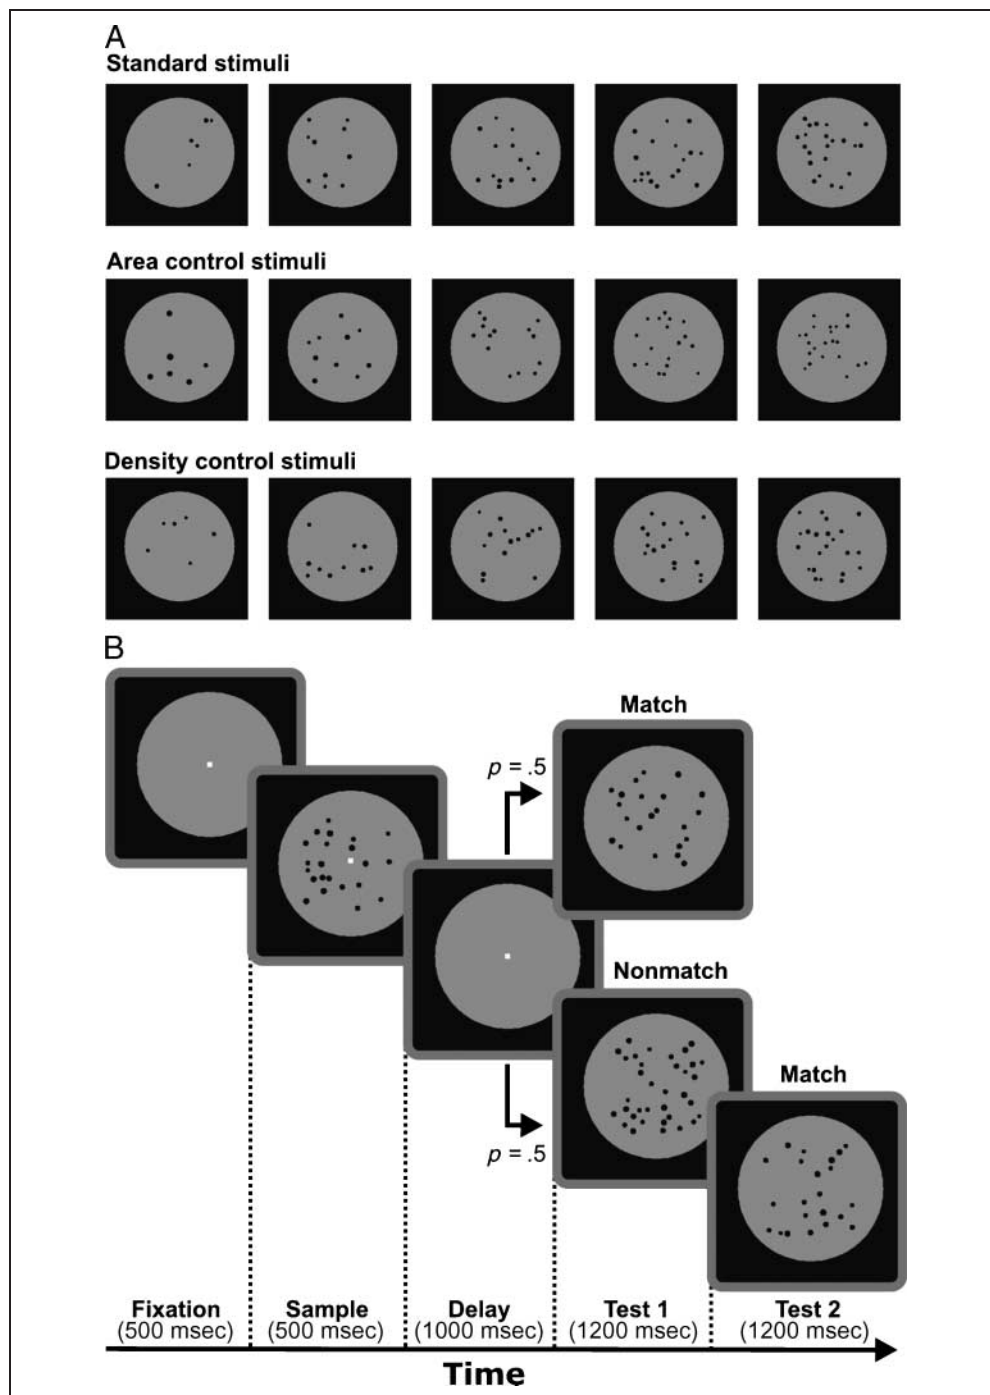 A
Standard stimuli
Area control stimuli
Density control stimuli
B
Match
p = .5
Nonmatch
Match
p = .5
Fixation
(500 msec)
Sample
(500 msec)
Delay
(1000 msec)
Test 1
(1200 msec)
Test 2
(1200 msec)
Time